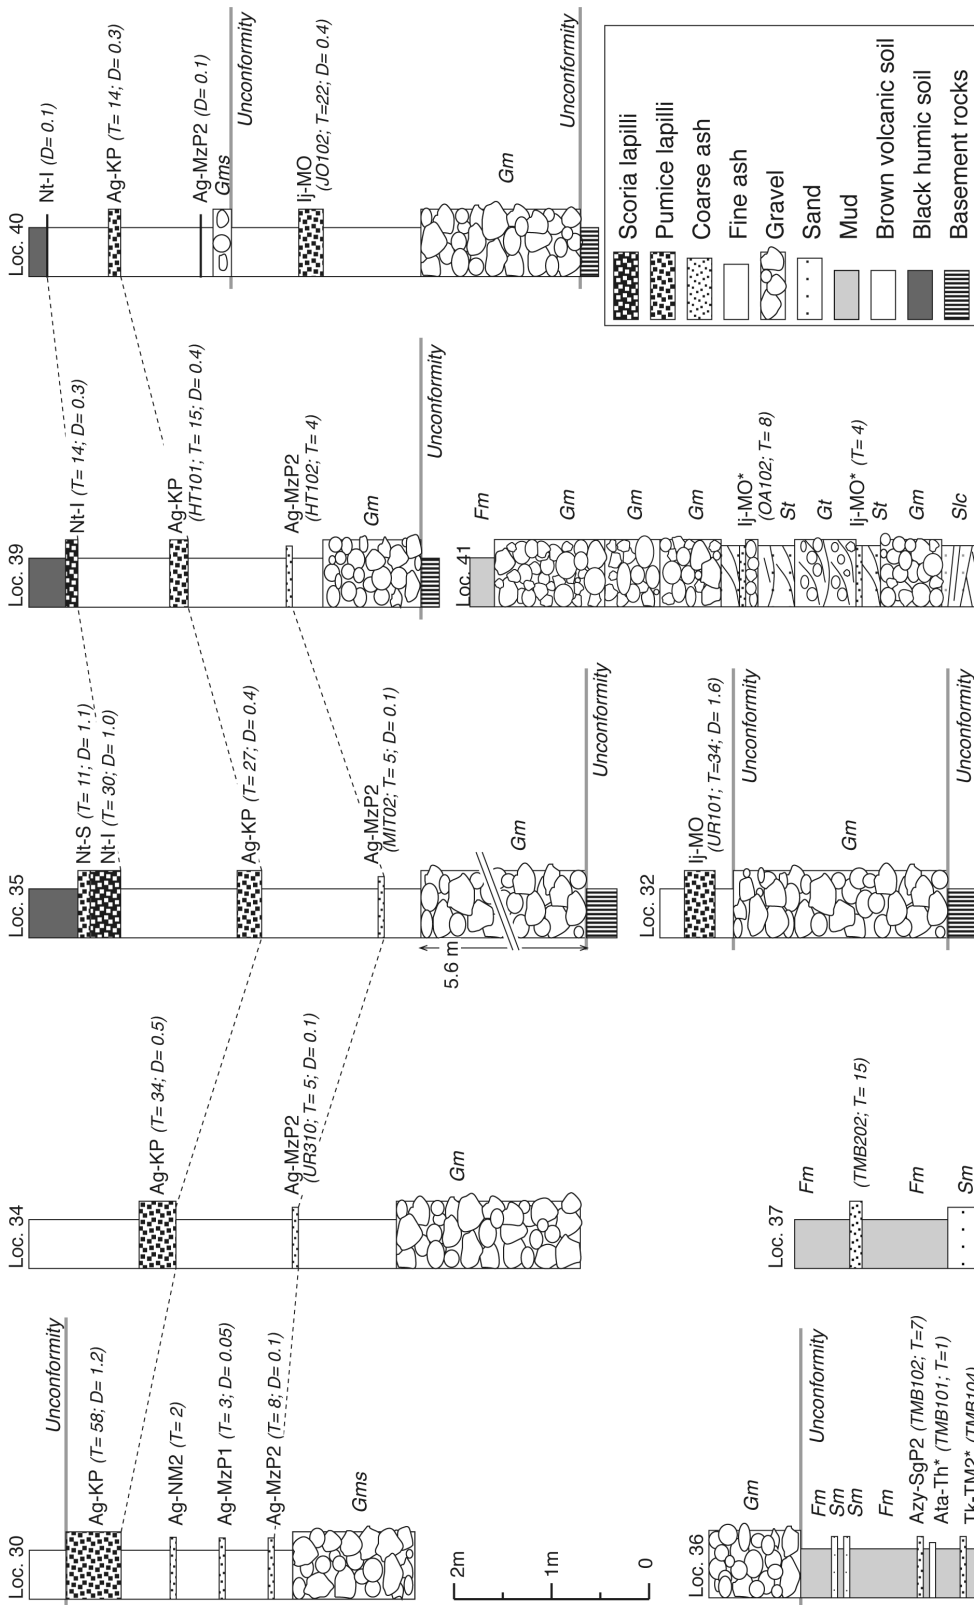 Loc. 30
Unconformity
Ag-KP (T= 58; D= 1.2)
Ag-NM2 (T= 2)
Ag-MzP1 (T= 3; D= 0.05)
Ag-MzP2 (T= 8; D= 0.1)
Gms
Loc. 34
Ag-KP (T= 34; D= 0.5)
Ag-MzP2
(UR310; T= 5; D= 0.1)
Gm
Loc. 35
Nt-S (T= 11; D= 1.1)
Nt-I (T= 30; D= 1.0)
Ag-KP (T= 27; D= 0.4)
Ag-MzP2
(MIT02; T= 5; D= 0.1)
Gm
5.6 m
Unconformity
Loc. 39
Nt-I (T= 14; D= 0.3)
Ag-KP
(HT101; T= 15; D= 0.4)
Ag-MzP2
(HT102; T= 4)
Gm
Unconformity
Loc. 40
Nt-I (D= 0.1)
Ag-KP (T= 14; D= 0.3)
Ag-MzP2 (D= 0.1)
Gms
Unconformity
Ij-MO
(JO102; T=22; D= 0.4)
Gm
Unconformity
2m
1m
0
Loc. 36
Gm
Unconformity
Fm
Sm
Sm
Fm
Azy-SgP2 (TMB102; T=7)
Ata-Th* (TMB101; T=1)
Tk-TM2* (TMB104)
Loc. 37
Fm
(TMB202; T= 15)
Fm
Sm
Loc. 32
Ij-MO
(UR101; T=34; D= 1.6)
Unconformity
Gm
Unconformity
Loc. 41
Fm
Gm
Gm
Gm
Ij-MO*
(OA102; T= 8)
St
Gt
Ij-MO* (T= 4)
St
Gm
Slc
Scoria lapilli
Pumice lapilli
Coarse ash
Fine ash
Gravel
Sand
Mud
Brown volcanic soil
Black humic soil
Basement rocks